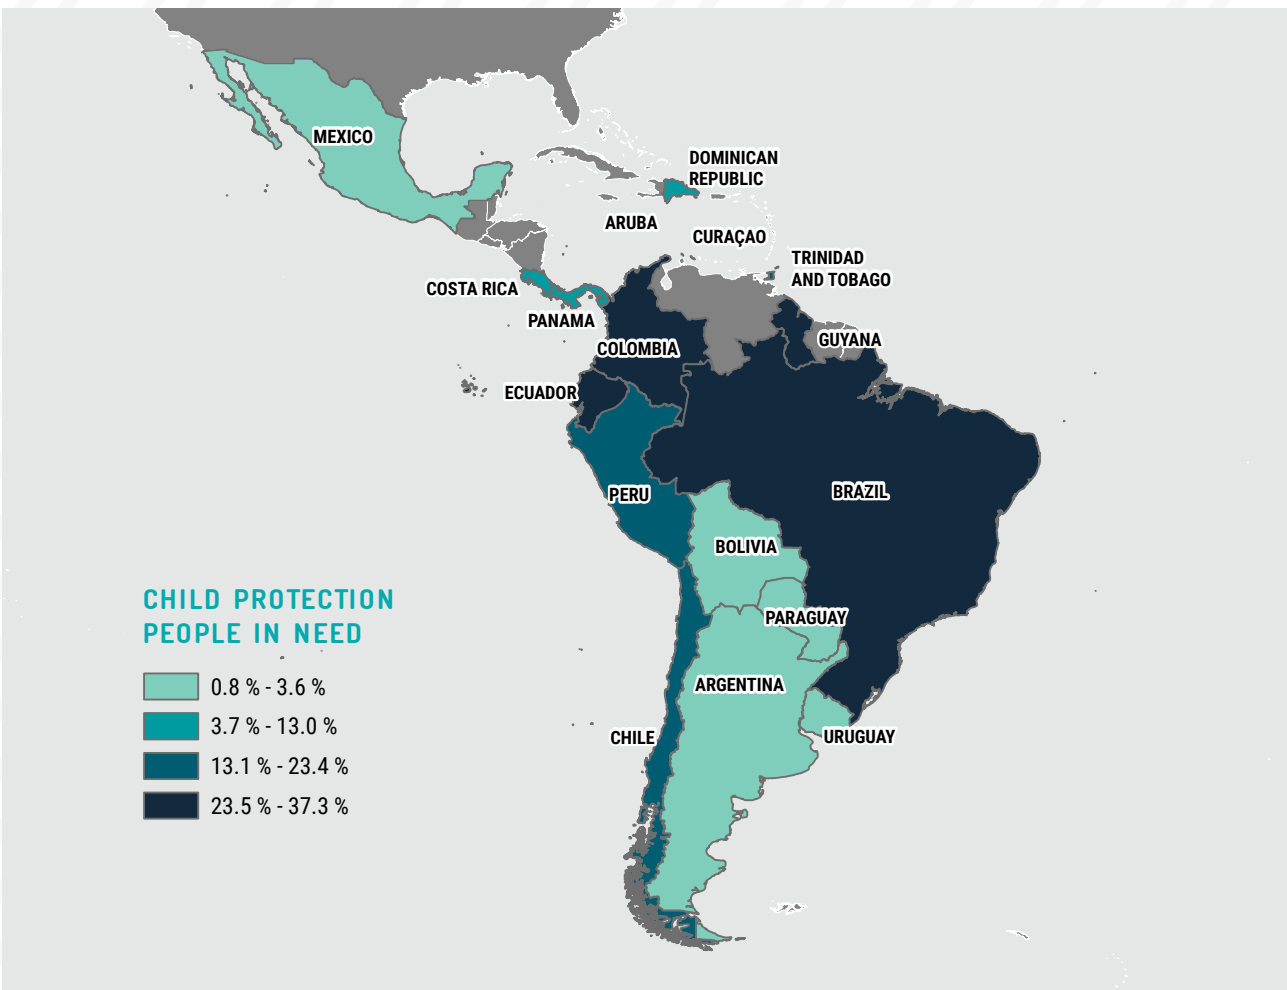 MEXICO
DOMINICAN
REPUBLIC
ARUBA
CURAÇAO
TRINIDAD
AND TOBAGO
COSTA RICA
PANAMA
GUYANA
COLOMBIA
ECUADOR
PERU
BRAZIL
BOLIVIA
CHILD PROTECTION
PEOPLE IN NEED
PARAGUAY
ARGENTINA
0.8 % - 3.6 %
3.7 % - 13.0 %
CHILE
URUGUAY
13.1 % - 23.4 %
23.5 % - 37.3 %